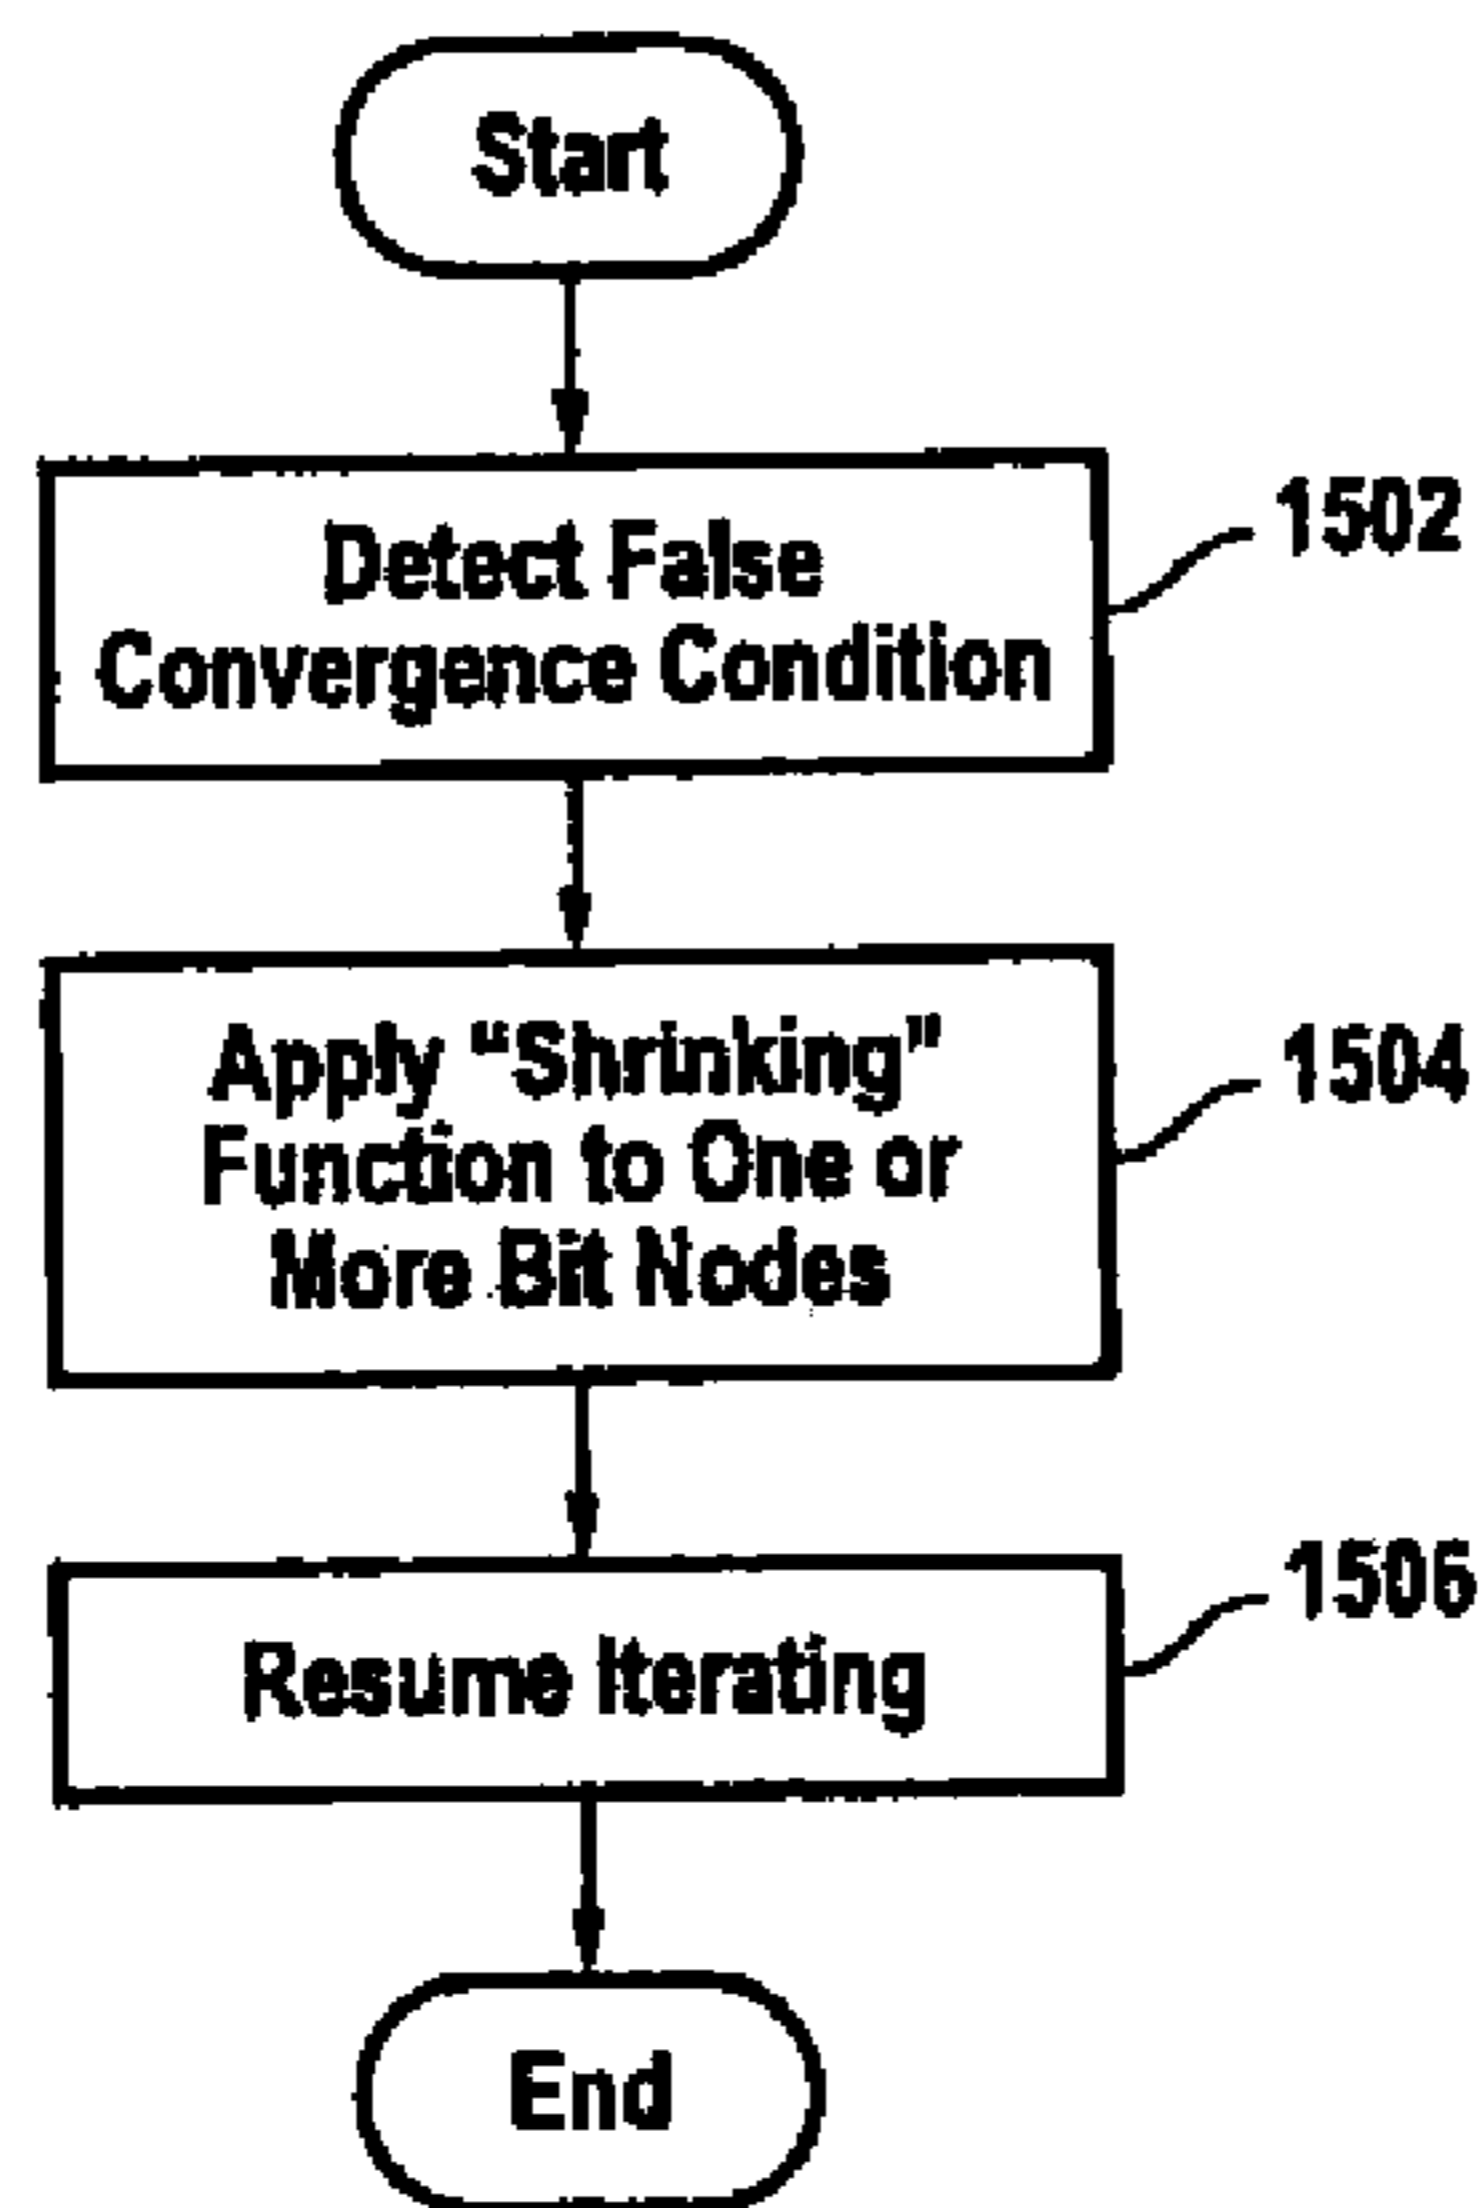 Start
Detect False
Convergence Condition
1502
Apply “Shrinking”
Function to One or
More Bit Nodes
1504
Resume Iterating
1506
End